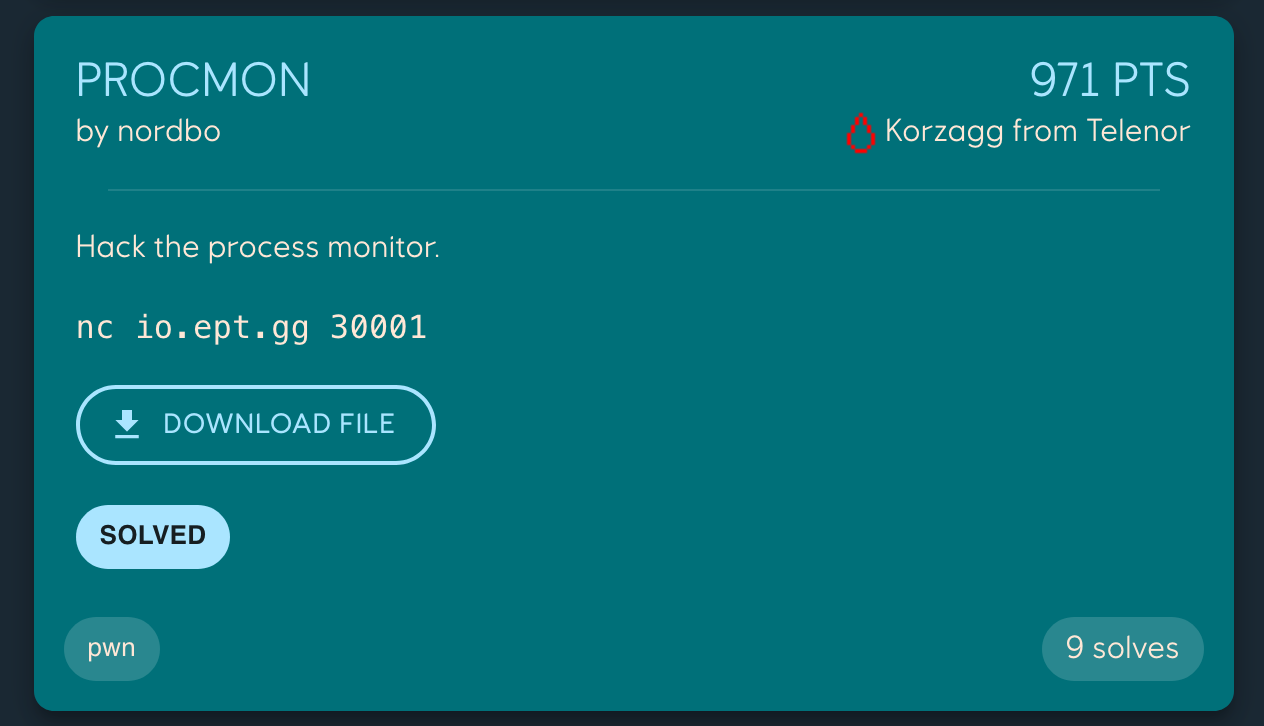 PROCMON
971 PTS
by nordbo
Korzagg from Telenor
Hack the process monitor.
nc io.ept.gg 30001
DOWNLOAD FILE
SOLVED
pwn
9 solves